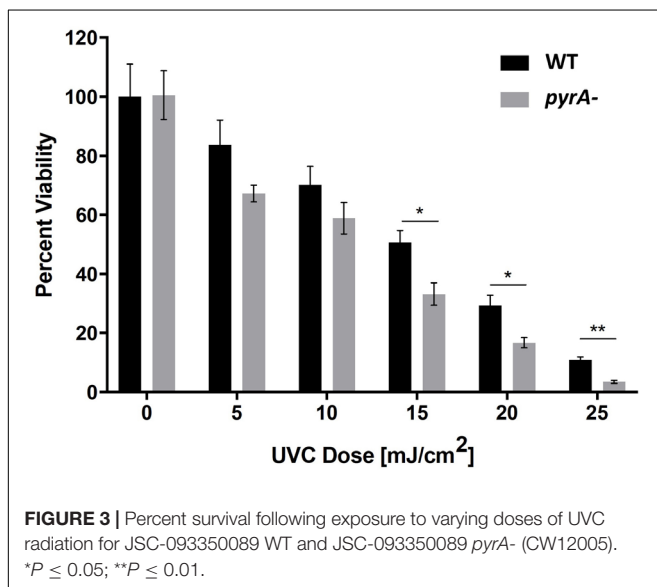 120
100
80
60
40
20
0
Percent Viability
WT
pyrA-
*
*
**
0 5 10 15 20 25
UVC Dose [mJ/cm²]
FIGURE 3 | Percent survival following exposure to varying doses of UVC
radiation for JSC-093350089 WT and JSC-093350089 pyrA- (CW12005).
*P ≤ 0.05; **P ≤ 0.01.